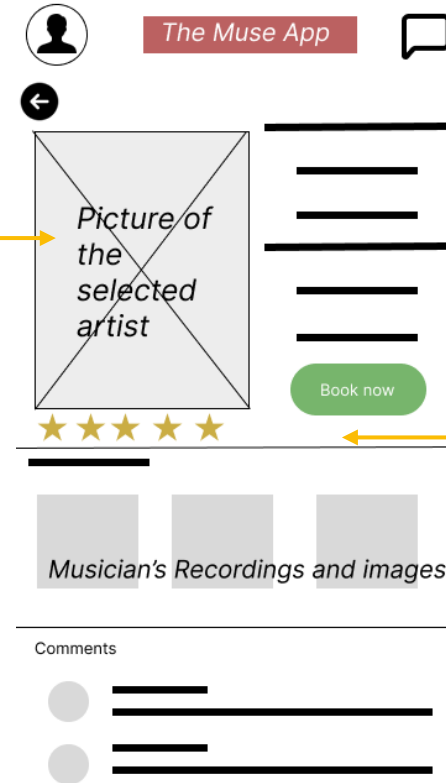 The Muse App
Picture of
the
selected
artist
Book now
Musician's Recordings and images
Comments